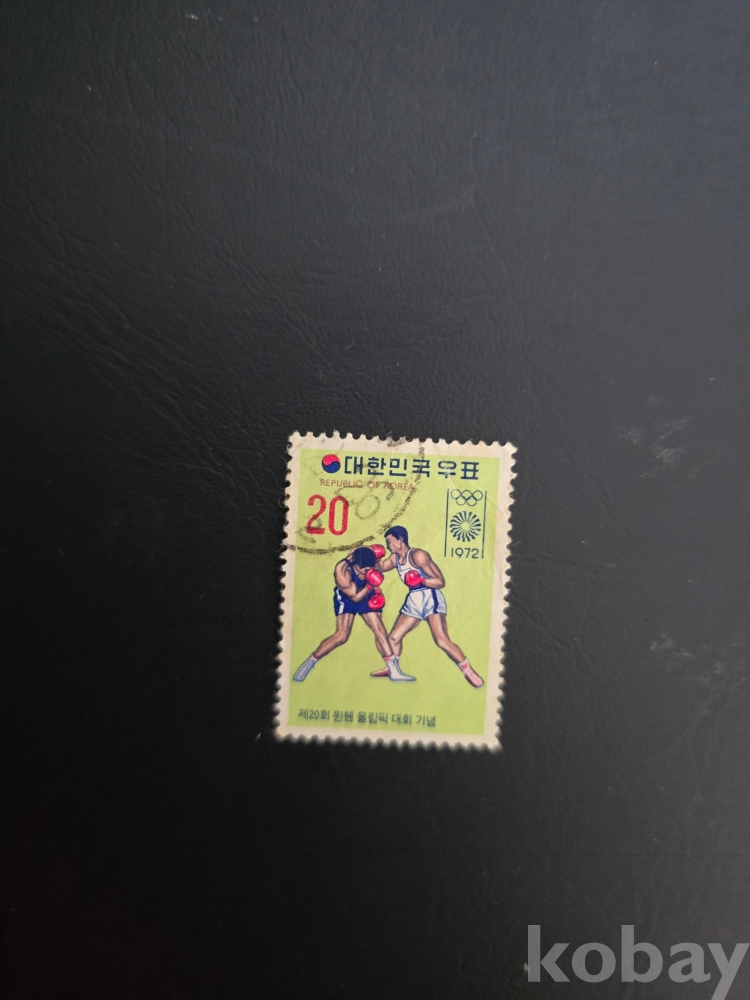 대한민국 우표
REPUBLIC OF KOREA
20
1972
제20회 뮌헨 올림픽 대회 기념
kobay